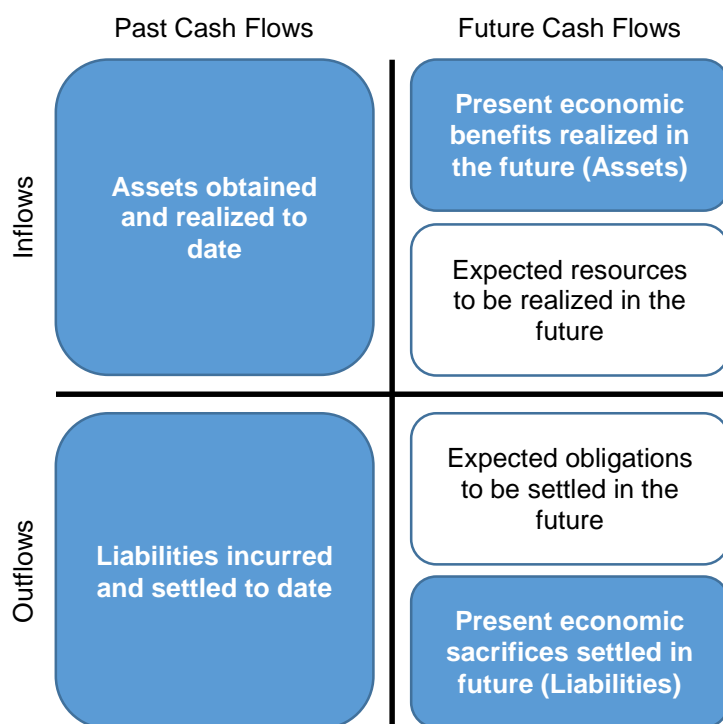 Past Cash Flows
Future Cash Flows
Inflows
Assets obtained
and realized to
date
Present economic
benefits realized in
the future (Assets)
Expected resources
to be realized in the
future
Outflows
Liabilities incurred
and settled to date
Expected obligations
to be settled in the
future
Present economic
sacrifices settled in
future (Liabilities)